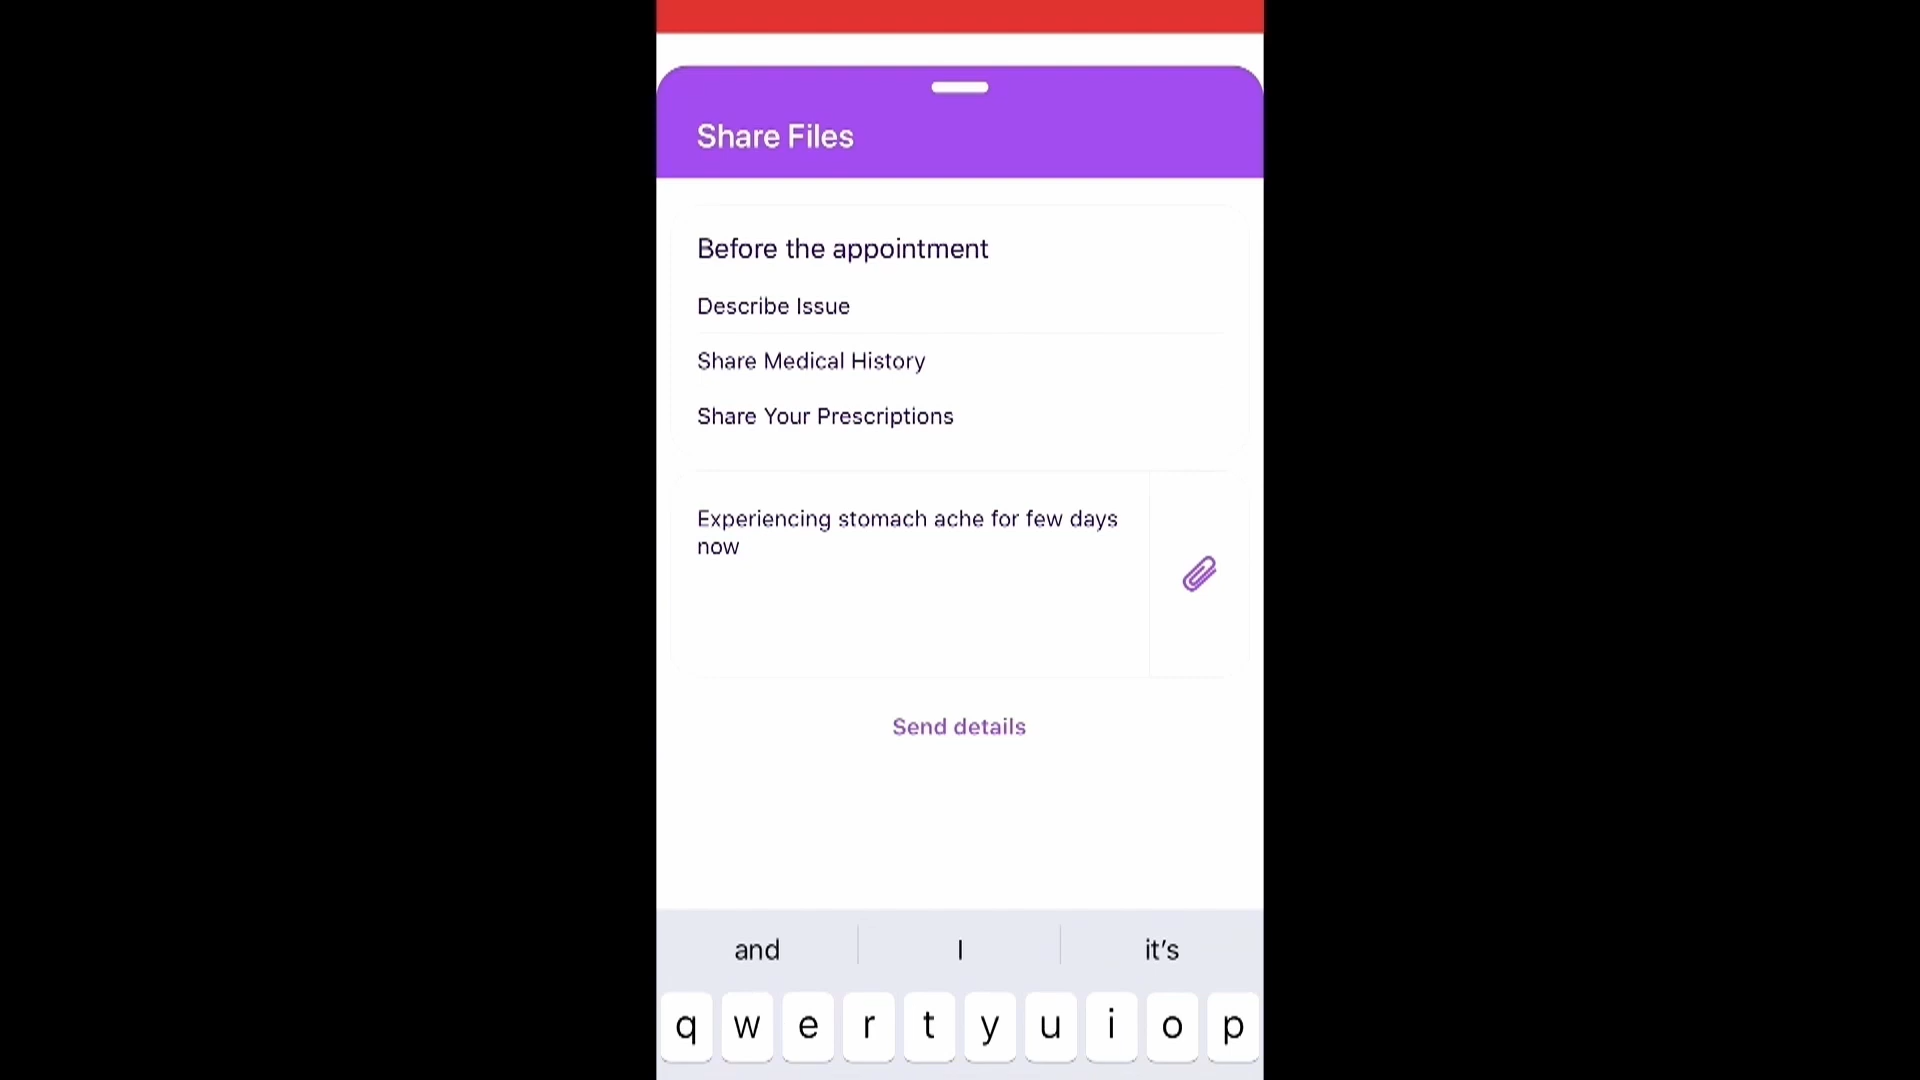 Share Files
Before the appointment
Describe Issue
Share Medical History
Share Your Prescriptions
Experiencing stomach ache for few days
now
Send details
and I it's
q w e r t y u i o p